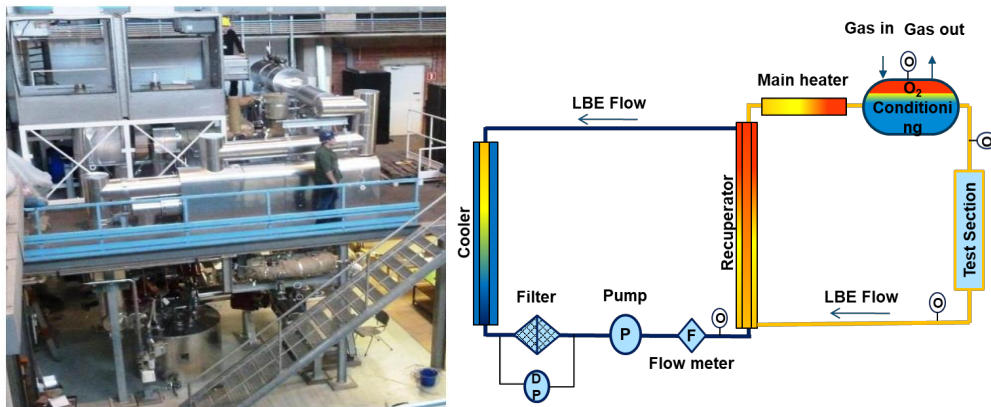 Gas in
Gas out
O
Main heater
O₂
Conditioni
ng
LBE Flow
O
Cooler
Recuperator
Test Section
Filter
Pump
LBE Flow
O
O
P
F
Flow meter
D
P